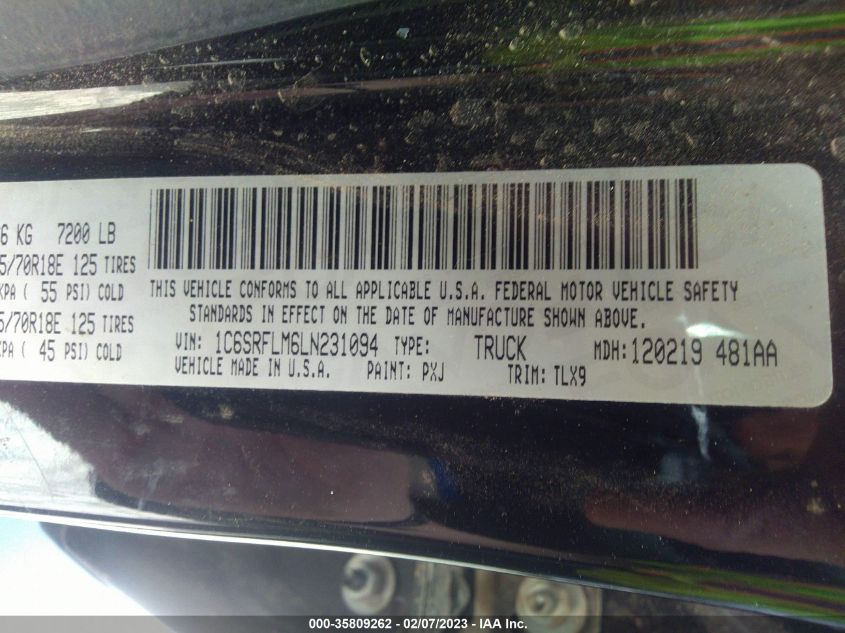 6 KG 7200 LB
5/70R18E 125 TIRES
KPA ( 55 PSI) COLD
5/70R18E 125 TIRES
KPA ( 45 PSI) COLD
THIS VEHICLE CONFORMS TO ALL APPLICABLE U.S.A. FEDERAL MOTOR VEHICLE SAFETY
STANDARDS IN EFFECT ON THE DATE OF MANUFACTURE SHOWN ABOVE.
VIN: 1C6SRFLM6LN231094 TYPE: TRUCK MDH: 120219 481AA
VEHICLE MADE IN U.S.A. PAINT: PXJ TRIM: TLX9
000-35809262 - 02/07/2023 - IAA Inc.